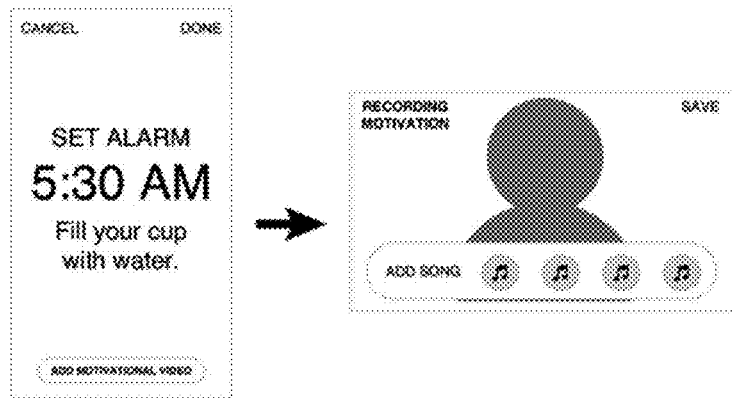 CANCEL DONE
SET ALARM
5:30 AM
Fill your cup
with water.
ADD MOTIVATIONAL VIDEO
RECORDING SAVE
MOTIVATION
ADD SONG